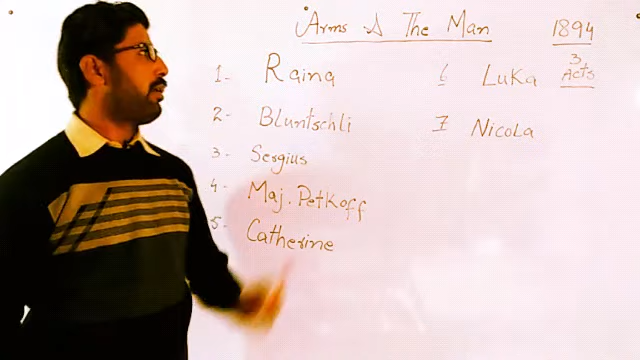 Arms & The Man 1894
3 Acts
1- Raina
2- Bluntschli
3- Sergius
4- Maj. Petkoff
5- Catherine
6 Luka
7 Nicola